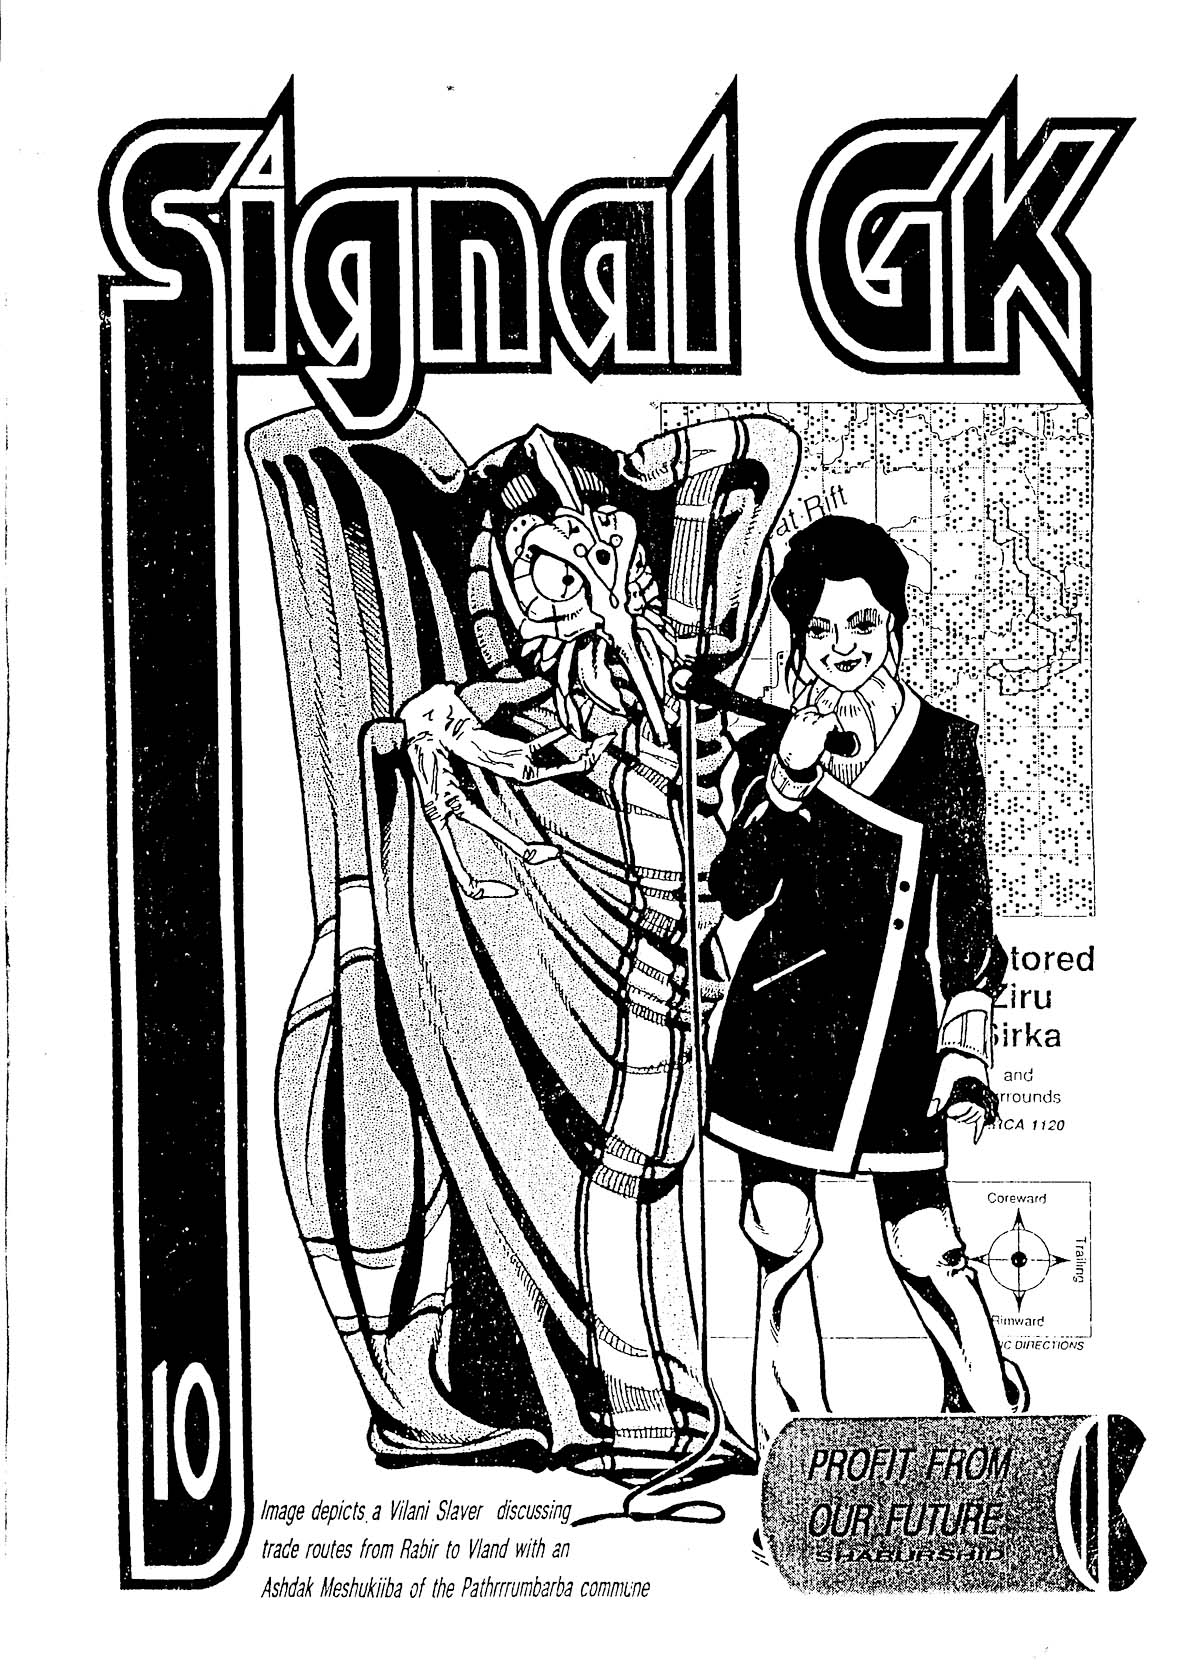 Signal GK
at Rift
tored
Ziru
Sirka
and
rrounds
CA 1120
Coreward
Trailing
Rimward
IC DIRECTIONS
10
PROFIT FROM
OUR FUTURE
SHABURSHID
Image depicts a Vilani Slaver discussing
trade routes from Rabir to Vland with an
Ashdak Meshukiiba of the Pathrrrumbarba commune